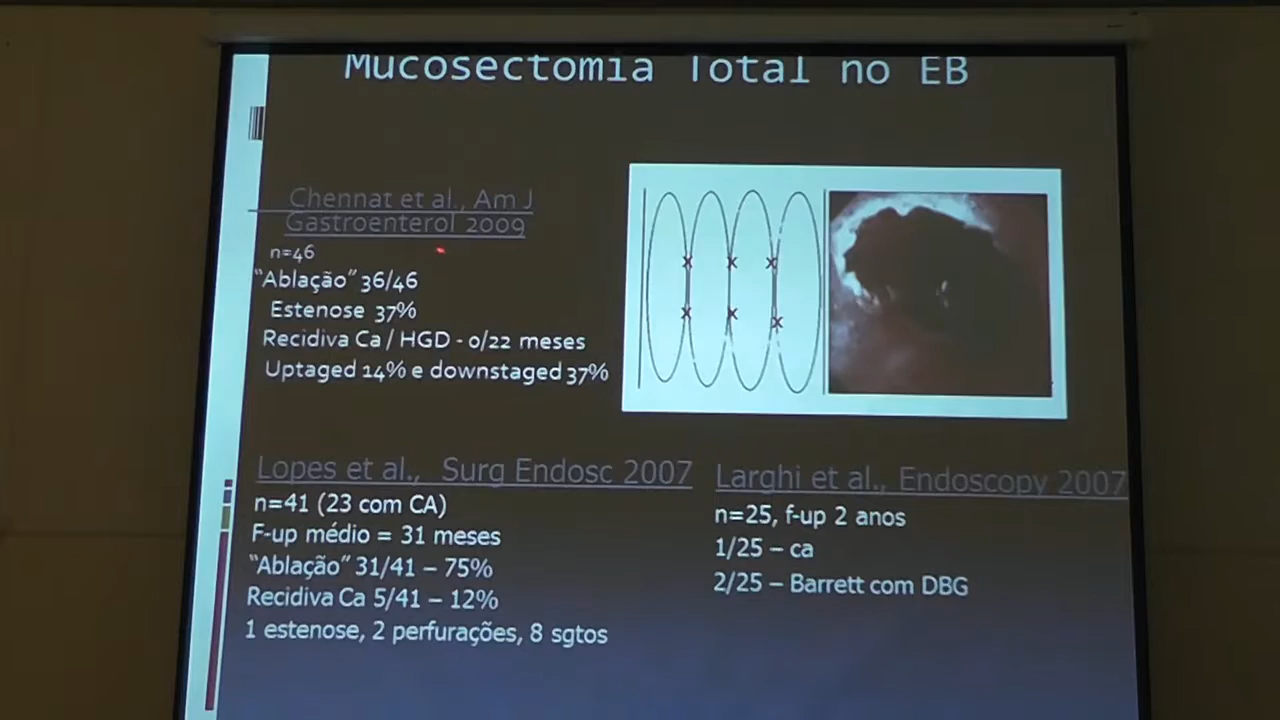 Mucosectomia Total no EB
Chennat et al., Am J
Gastroenterol 2009
n=46
“Ablação” 36/46
Estenose 37%
Recidiva Ca / HGD - 0/22 meses
Uptaged 14% e downstaged 37%
x x x
x x x
Lopes et al., Surg Endosc 2007
n=41 (23 com CA)
F-up médio = 31 meses
“Ablação” 31/41 – 75%
Recidiva Ca 5/41 – 12%
1 estenose, 2 perfurações, 8 sgtos
Larghi et al., Endoscopy 2007
n=25, f-up 2 anos
1/25 – ca
2/25 – Barrett com DBG